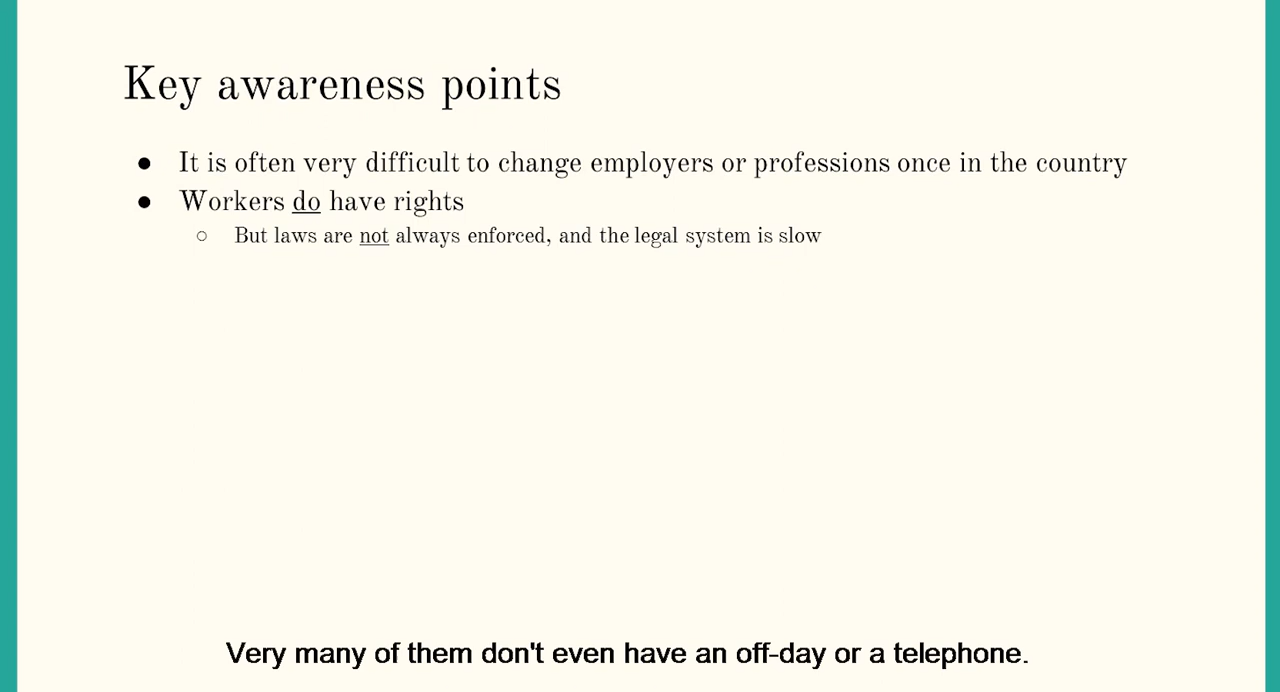 Key awareness points
● It is often very difficult to change employers or professions once in the country
● Workers do have rights
○ But laws are not always enforced, and the legal system is slow
Very many of them don't even have an off-day or a telephone.